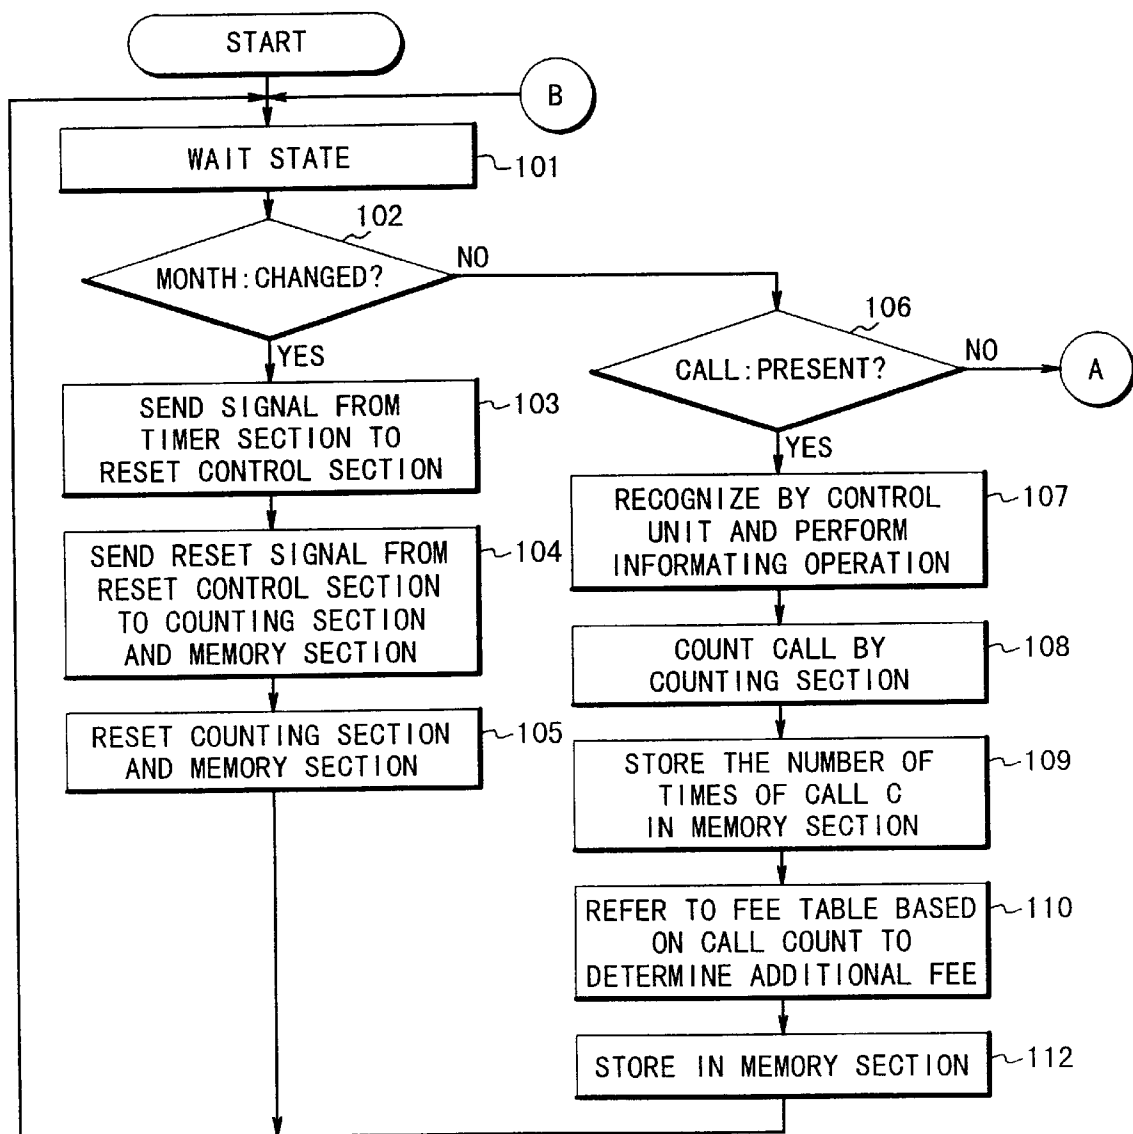 START
B
WAIT STATE
101
102
MONTH:CHANGED?
NO
YES
SEND SIGNAL FROM
TIMER SECTION TO
RESET CONTROL SECTION
103
SEND RESET SIGNAL FROM
RESET CONTROL SECTION
TO COUNTING SECTION
AND MEMORY SECTION
104
RESET COUNTING SECTION
AND MEMORY SECTION
105
106
CALL:PRESENT?
NO
A
YES
RECOGNIZE BY CONTROL
UNIT AND PERFORM
INFORMATING OPERATION
107
COUNT CALL BY
COUNTING SECTION
108
STORE THE NUMBER OF
TIMES OF CALL C
IN MEMORY SECTION
109
REFER TO FEE TABLE BASED
ON CALL COUNT TO
DETERMINE ADDITIONAL FEE
110
STORE IN MEMORY SECTION
112